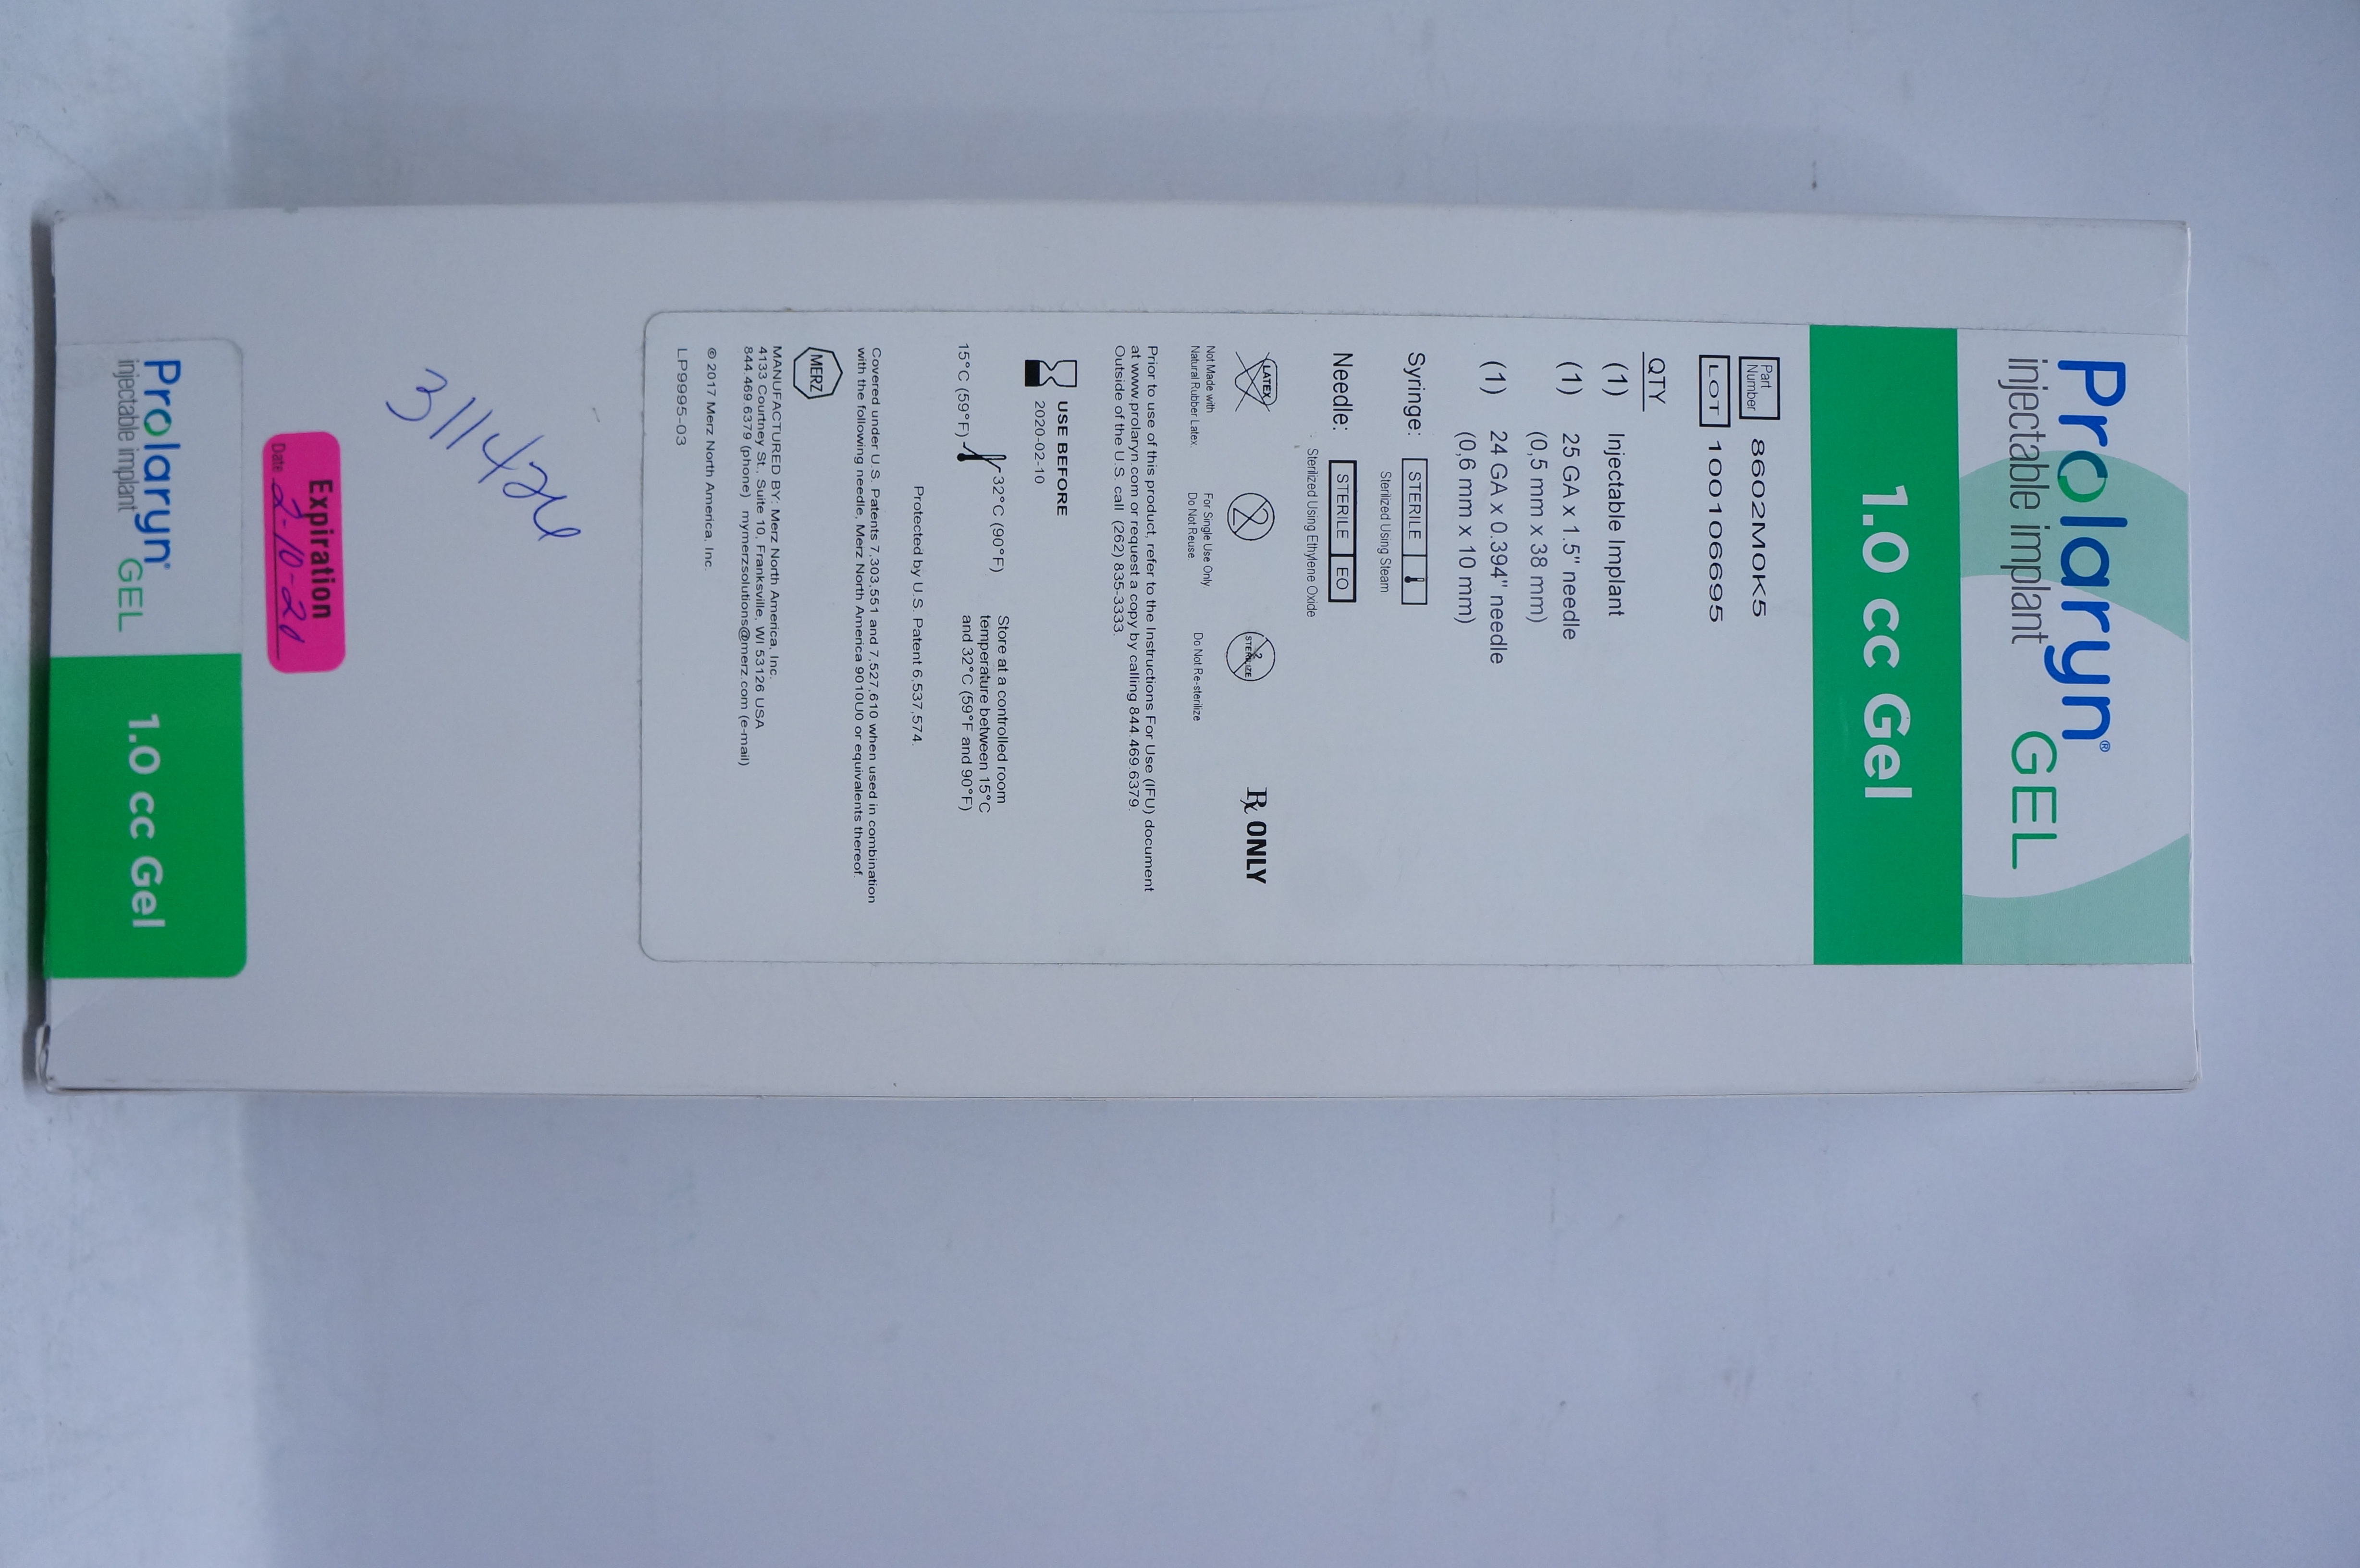 Prolaryn® GEL
injectable implant
1.0 cc Gel
Part Number 8602M0K5
LOT 100106695
QTY
(1) Injectable Implant
(1) 25 GA x 1.5" needle
(0,5 mm x 38 mm)
(1) 24 GA x 0.394" needle
(0,6 mm x 10 mm)
Syringe: STERILE
Sterilized Using Steam
Needle: STERILE EO
Sterilized Using Ethylene Oxide
LATEX 2 2 STERILIZE Rx ONLY
Not Made with
Natural Rubber Latex.
For Single Use Only.
Do Not Reuse.
Do Not Re-sterilize
Prior to use of this product, refer to the Instructions For Use (IFU) document
at www.prolaryn.com or request a copy by calling 844.469.6379.
Outside of the U.S. call (262) 835-3333.
USE BEFORE
2020-02-10
15°C (59°F) 32°C (90°F)
Store at a controlled room
temperature between 15°C
and 32°C (59°F and 90°F)
Protected by U.S. Patent 6,537,574.
Covered under U.S. Patents 7,303,551 and 7,527,610 when used in combination
with the following needle, Merz North America 9010U0 or equivalents thereof.
MERZ
MANUFACTURED BY: Merz North America, Inc.
4133 Courtney St., Suite 10, Franksville, WI 53126 USA
844.469.6379 (phone) mymerzsolutions@merz.com (e-mail)
© 2017 Merz North America, Inc.
LP9995-03
Expiration
Date 2-10-20
Prolaryn® GEL
injectable implant
1.0 cc Gel